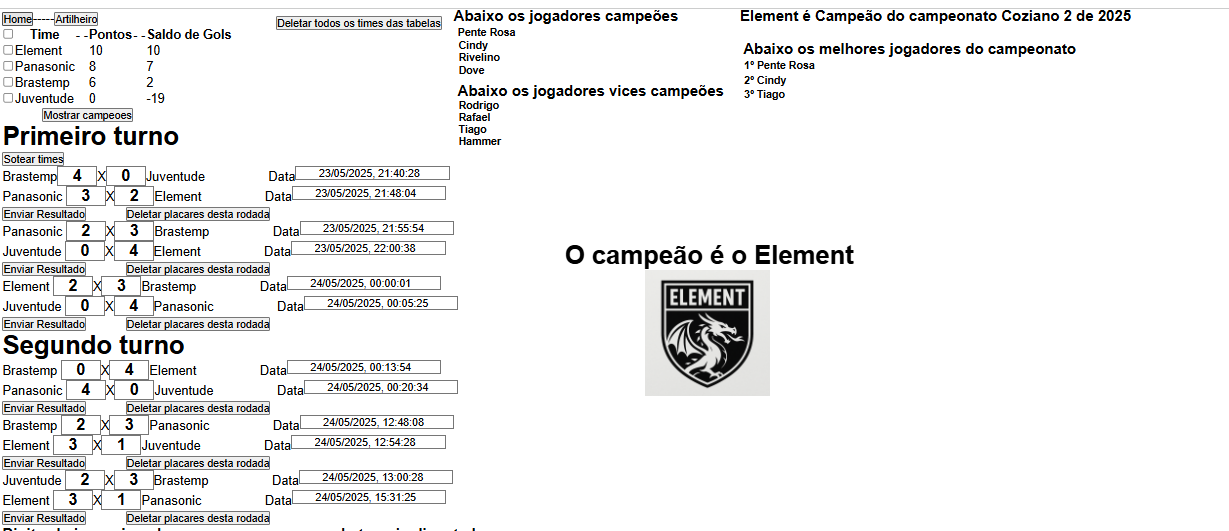 Home-----Artilheiro
Deletar todos os times das tabelas
Time - -Pontos- -Saldo de Gols
Element 10 10
Panasonic 8 7
Brastemp 6 2
Juventude 0 -19
Mostrar campeoes
Abaixo os jogadores campeões
Pente Rosa
Cindy
Rivelino
Dove
Abaixo os jogadores vices campeões
Rodrigo
Rafael
Tiago
Hammer
Element é Campeão do campeonato Coziano 2 de 2025
Abaixo os melhores jogadores do campeonato
1º Pente Rosa
2º Cindy
3º Tiago
Primeiro turno
Sotear times
Brastemp 4 X 0 Juventude Data 23/05/2025, 21:40:28
Panasonic 3 X 2 Element Data 23/05/2025, 21:48:04
Enviar Resultado Deletar placares desta rodada
Panasonic 2 X 3 Brastemp Data 23/05/2025, 21:55:54
Juventude 0 X 4 Element Data 23/05/2025, 22:00:38
Enviar Resultado Deletar placares desta rodada
Element 2 X 3 Brastemp Data 24/05/2025, 00:00:01
Juventude 0 X 4 Panasonic Data 24/05/2025, 00:05:25
Enviar Resultado Deletar placares desta rodada
Segundo turno
Brastemp 0 X 4 Element Data 24/05/2025, 00:13:54
Panasonic 4 X 0 Juventude Data 24/05/2025, 00:20:34
Enviar Resultado Deletar placares desta rodada
Brastemp 2 X 3 Panasonic Data 24/05/2025, 12:48:08
Element 3 X 1 Juventude Data 24/05/2025, 12:54:28
Enviar Resultado Deletar placares desta rodada
Juventude 2 X 3 Brastemp Data 24/05/2025, 13:00:28
Element 3 X 1 Panasonic Data 24/05/2025, 15:31:25
Enviar Resultado Deletar placares desta rodada
O campeão é o Element
ELEMENT